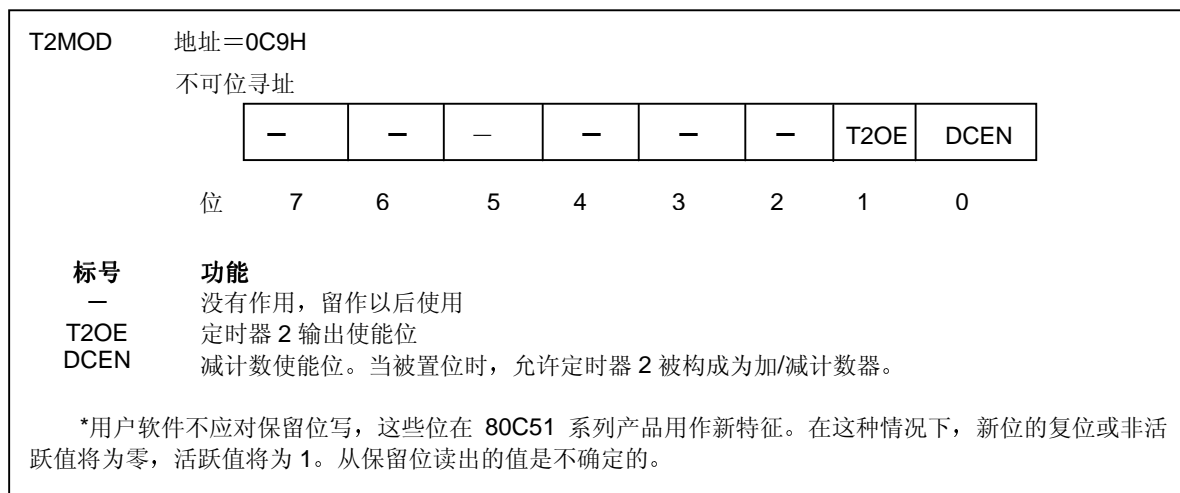 T2MOD 地址＝0C9H
不可位寻址
－ － － － － － T2OE DCEN
位 7 6 5 4 3 2 1 0
标号 功能
－ 没有作用，留作以后使用
T2OE 定时器 2 输出使能位
DCEN 减计数使能位。当被置位时，允许定时器 2 被构成为加/减计数器。
*用户软件不应对保留位写，这些位在 80C51 系列产品用作新特征。在这种情况下，新位的复位或非活
跃值将为零，活跃值将为 1。从保留位读出的值是不确定的。